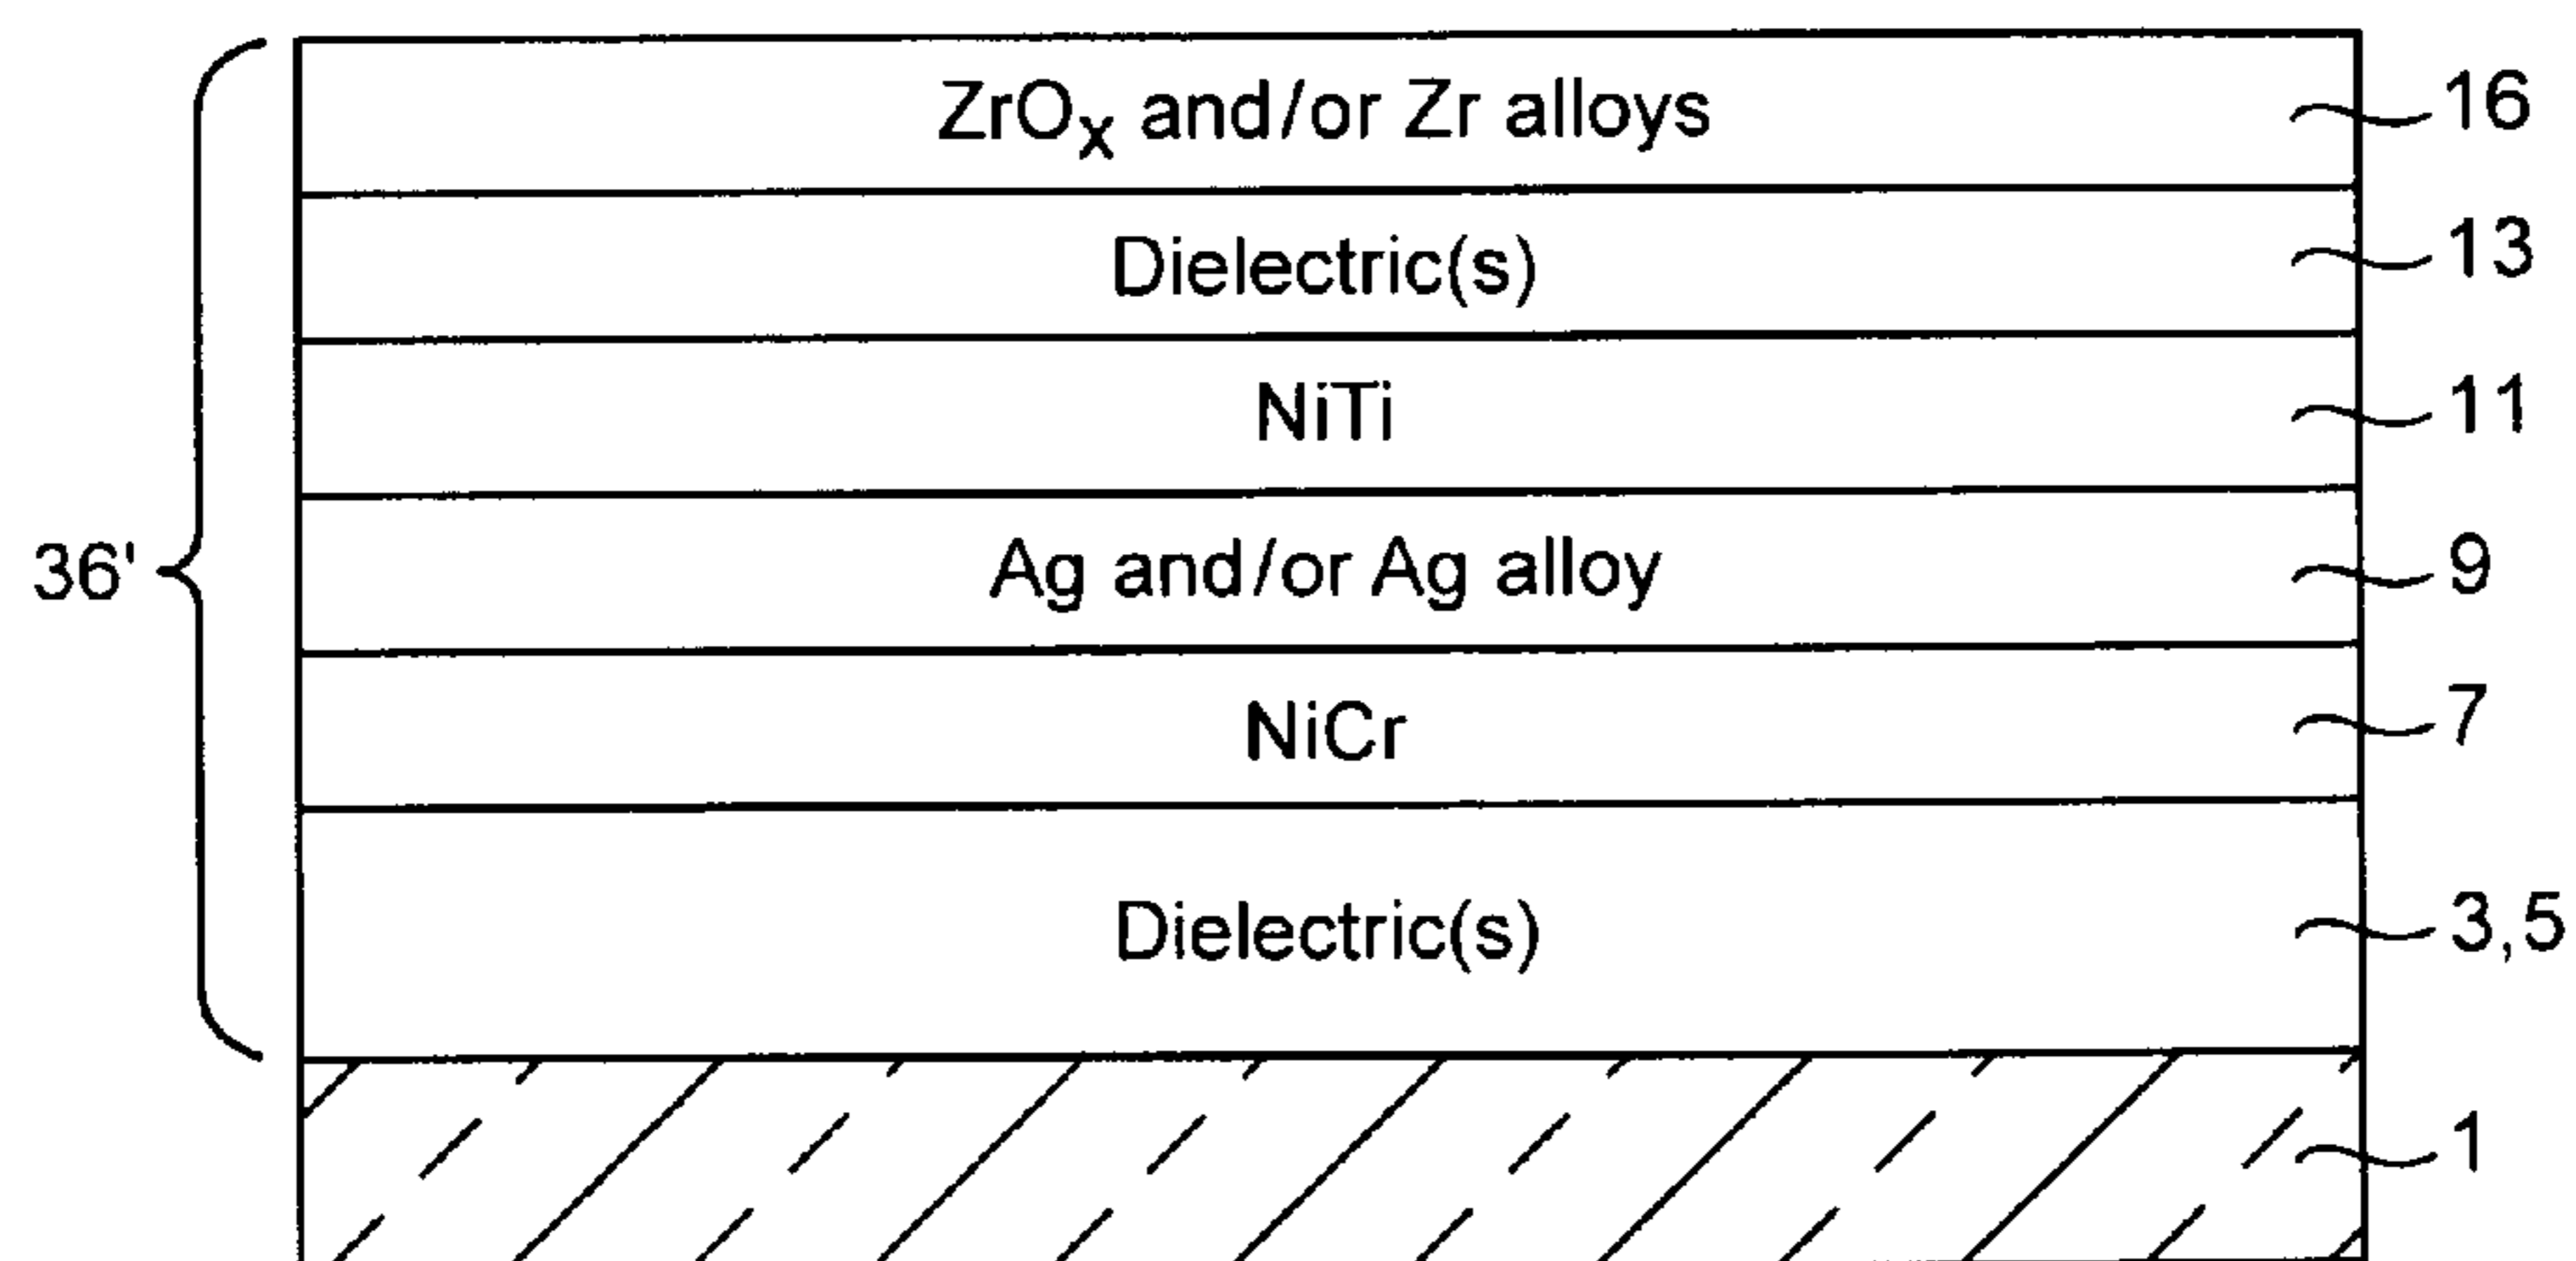 ZrOx and/or Zr alloys 16
Dielectric(s) 13
NiTi 11
36' Ag and/or Ag alloy 9
NiCr 7
Dielectric(s) 3,5
1